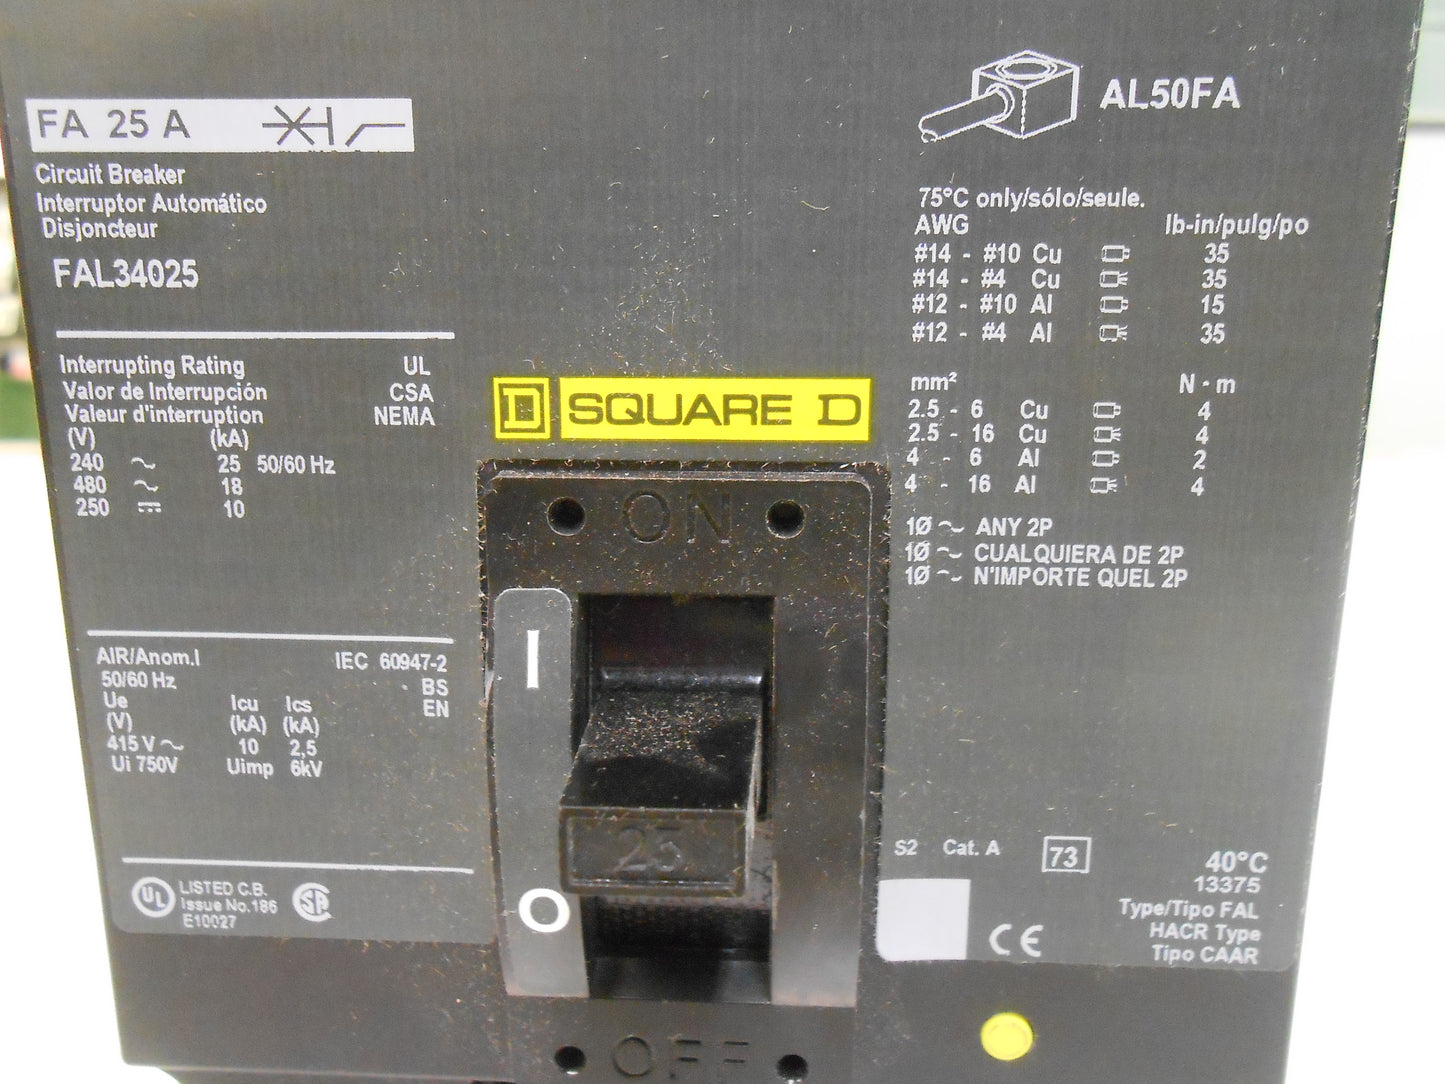 FA 25 A
Circuit Breaker
Interruptor Automático
Disjoncteur
FAL34025
Interrupting Rating UL
Valor de Interrupción CSA
Valeur d'interruption NEMA
(V) (kA)
240 ~ 25 50/60 Hz
480 ~ 18
250 ⎓ 10
AIR/Anom.I IEC 60947-2
50/60 Hz BS
Ue Icu Ics EN
(V) (kA) (kA)
415 V ~ 10 2,5
Ui 750V Uimp 6kV
UL LISTED C.B.
Issue No.186
E10027
SA
D SQUARE D
ON
I
25
O
OFF
AL50FA
75°C only/sólo/seule.
AWG lb-in/pulg/po
#14 - #10 Cu 35
#14 - #4 Cu 35
#12 - #10 Al 15
#12 - #4 Al 35
mm² N - m
2.5 - 6 Cu 4
2.5 - 16 Cu 4
4 - 6 Al 2
4 - 16 Al 4
1Ø ~ ANY 2P
1Ø ~ CUALQUIERA DE 2P
1Ø ~ N'IMPORTE QUEL 2P
S2 Cat. A 73 40°C
13375
Type/Tipo FAL
HACR Type
Tipo CAAR
CE